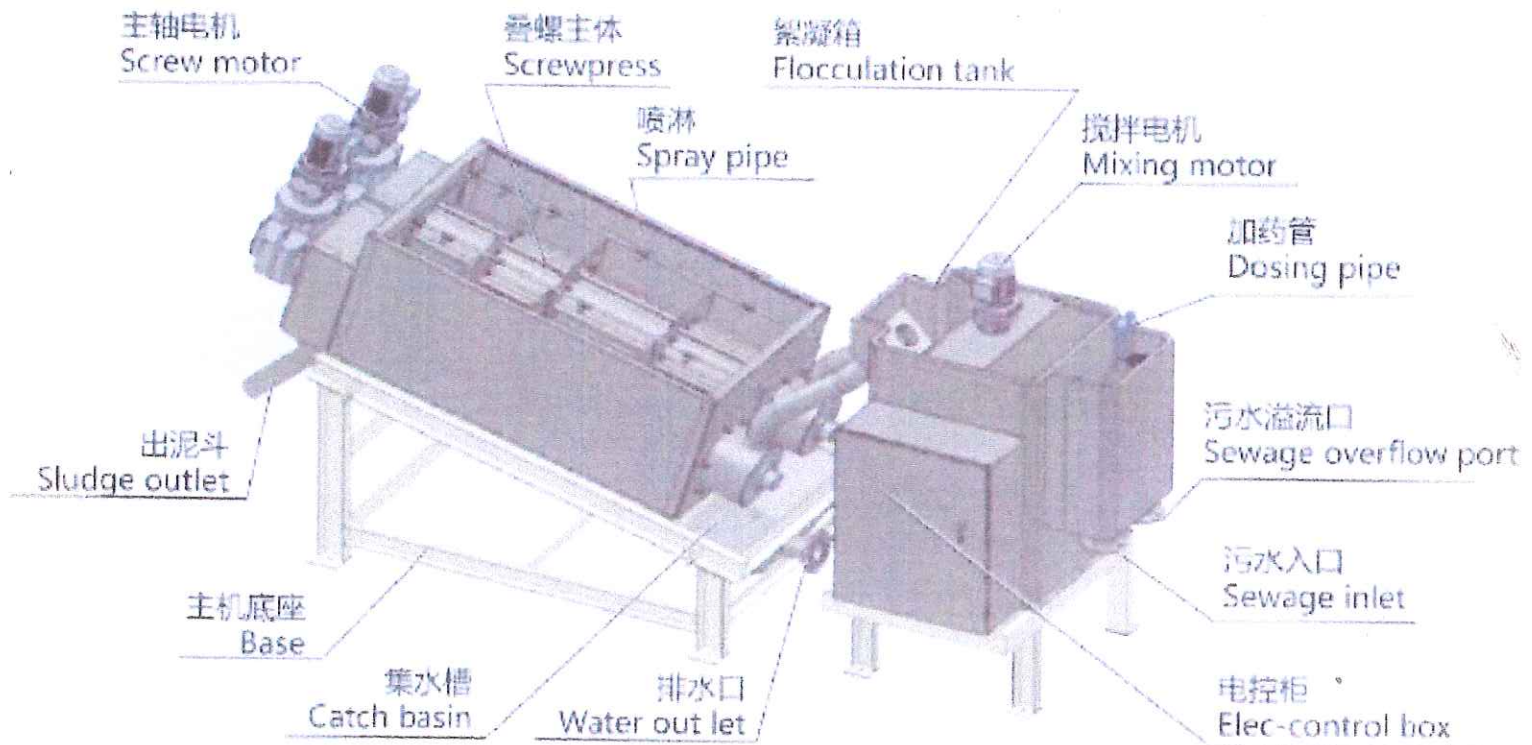 主轴电机
Screw motor
叠螺主体
Screwpress
絮凝箱
Flocculation tank
喷淋
Spray pipe
搅拌电机
Mixing motor
加药管
Dosing pipe
出泥斗
Sludge outlet
污水溢流口
Sewage overflow port
污水入口
Sewage inlet
主机底座
Base
集水槽
Catch basin
排水口
Water out let
电控柜
Elec-control box